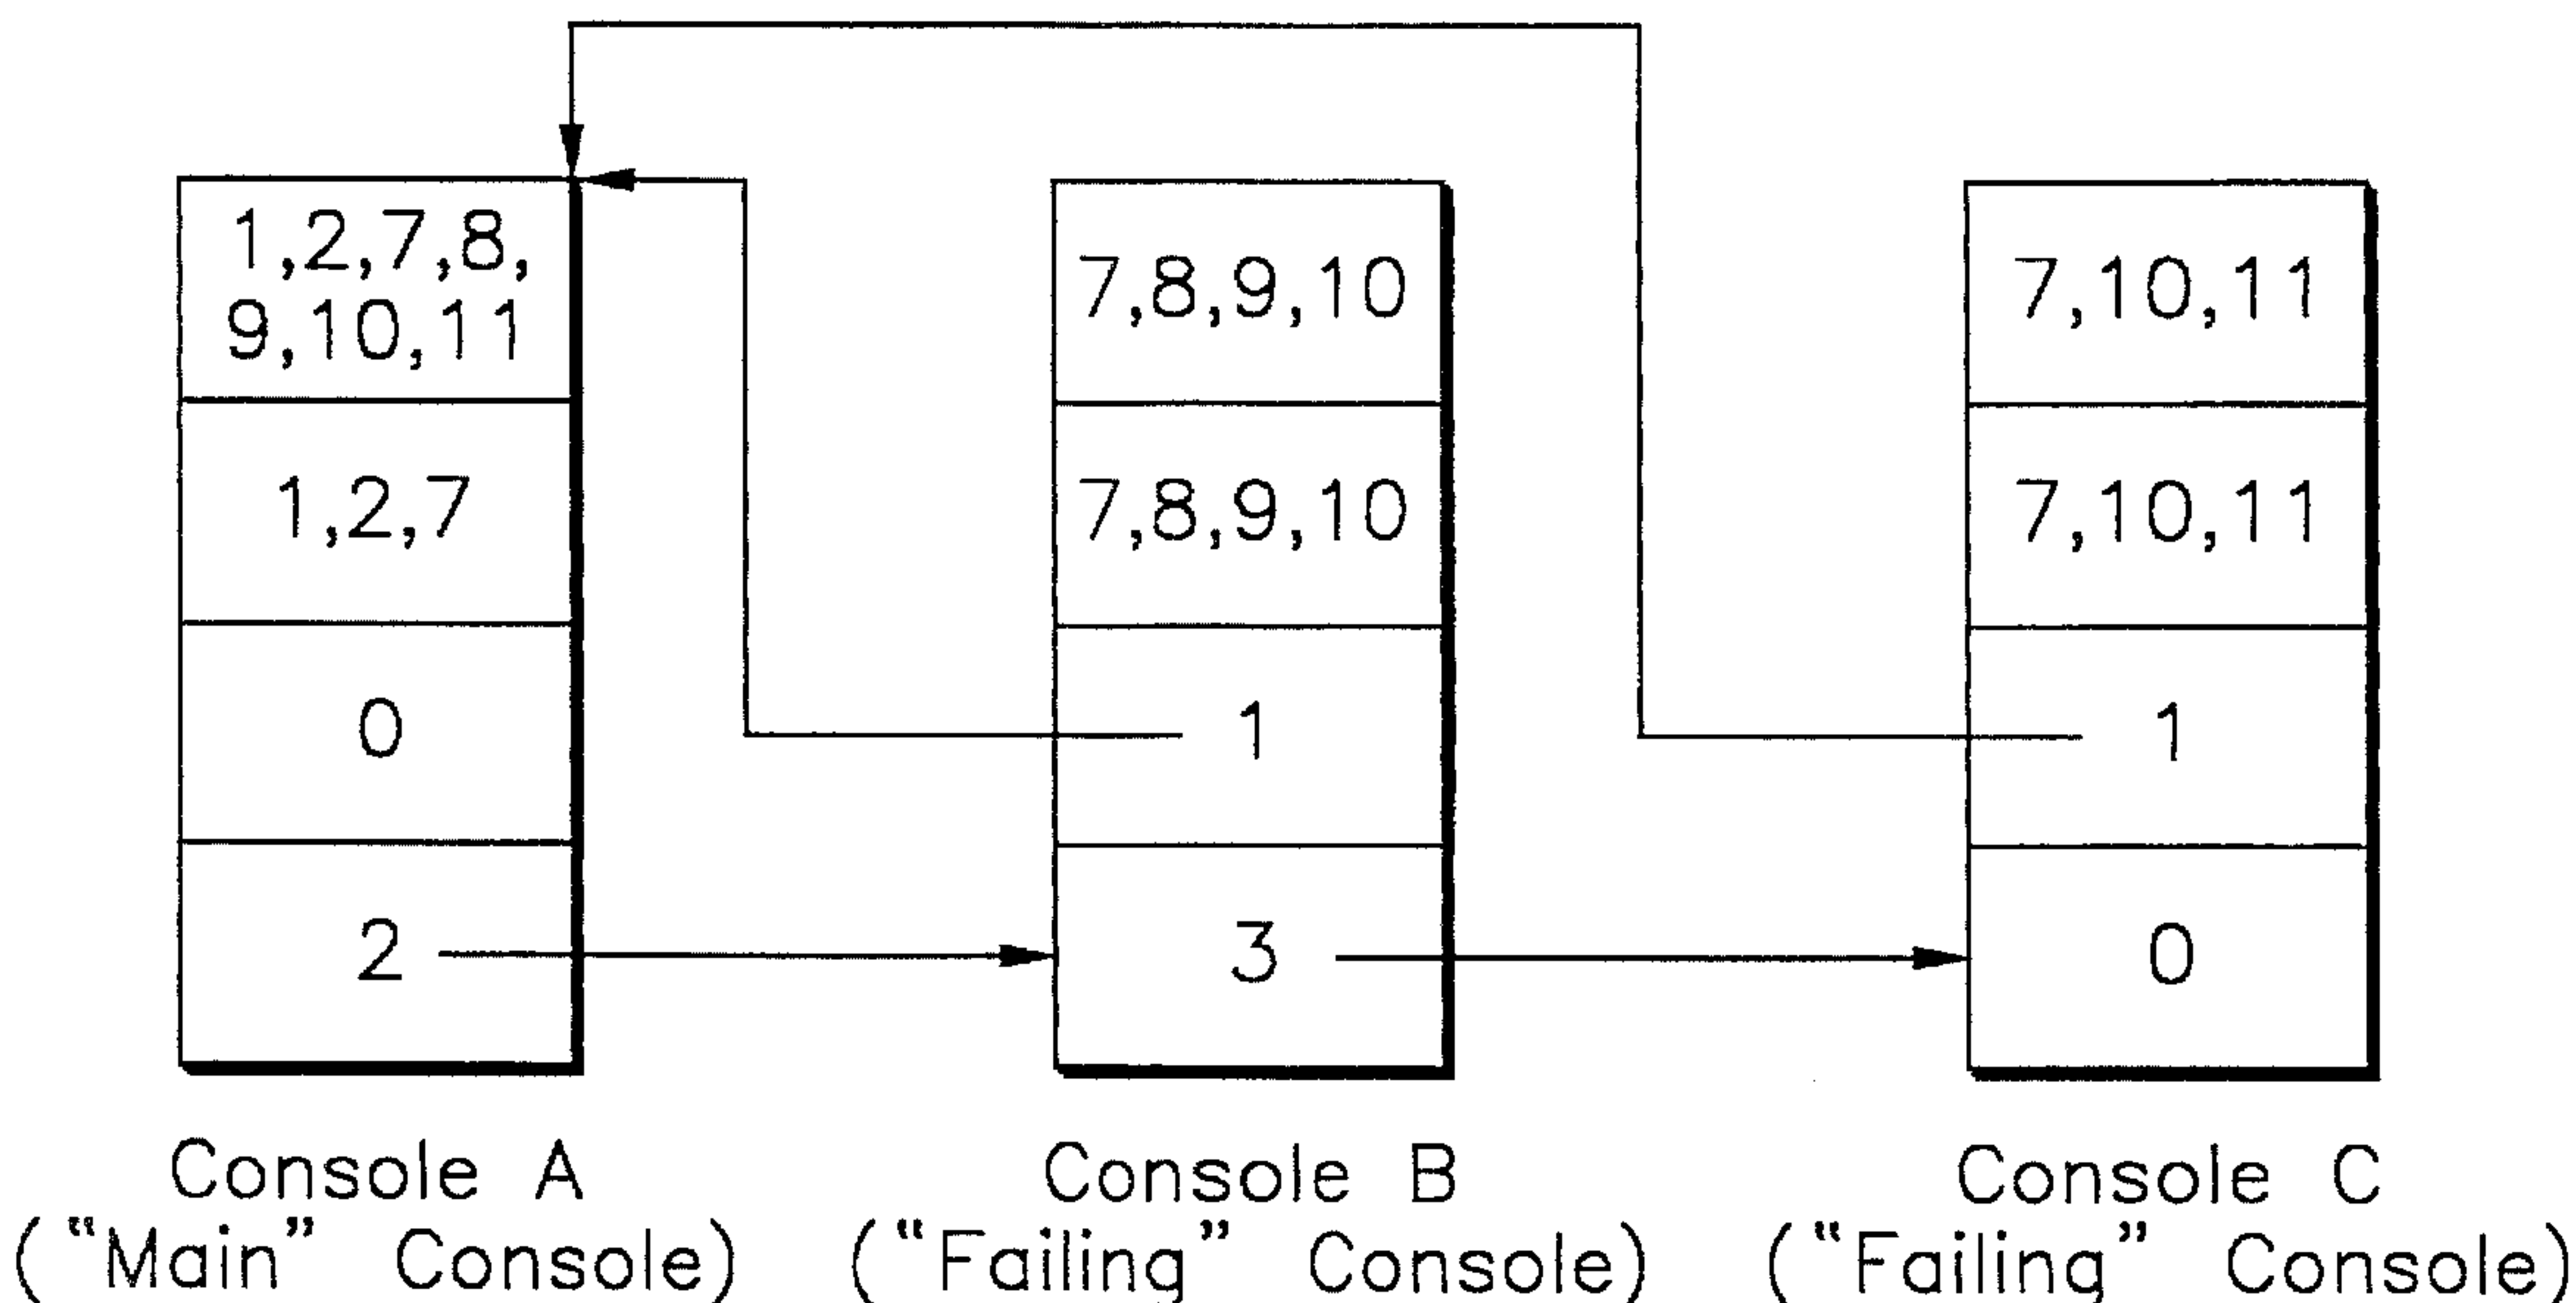 1,2,7,8,
9,10,11
1,2,7
0
2
Console A
("Main" Console)
7,8,9,10
7,8,9,10
1
3
Console B
("Failing" Console)
7,10,11
7,10,11
1
0
Console C
("Failing" Console)